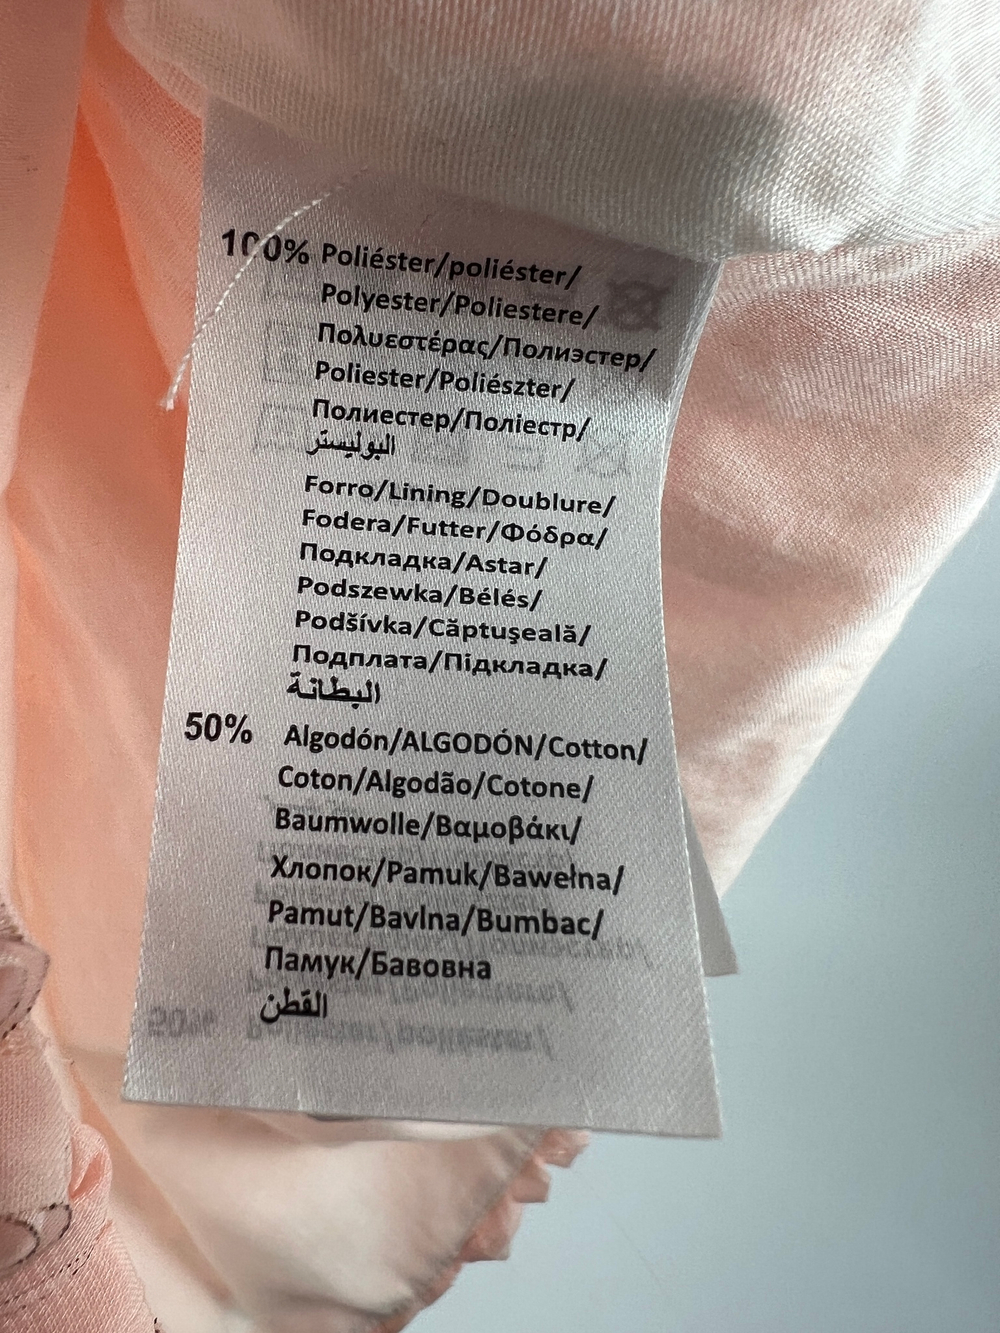 100% Poliéster/poliéster/
Polyester/Poliestere/
Πολυεστέρας/Полиэстер/
Poliester/Poliészter/
Полиестер/Поліестр/
البوليستر
Forro/Lining/Doublure/
Fodera/Futter/Φόδρα/
Подкладка/Astar/
Podszewka/Bélés/
Podšívka/Căptuşeală/
Подплата/Підкладка/
البطانة
50% Algodón/ALGODÓN/Cotton/
Coton/Algodão/Cotone/
Baumwolle/Βαμοβάκι/
Хлопок/Pamuk/Bawełna/
Pamut/Bavlna/Bumbac/
Памук/Бавовна
القطن